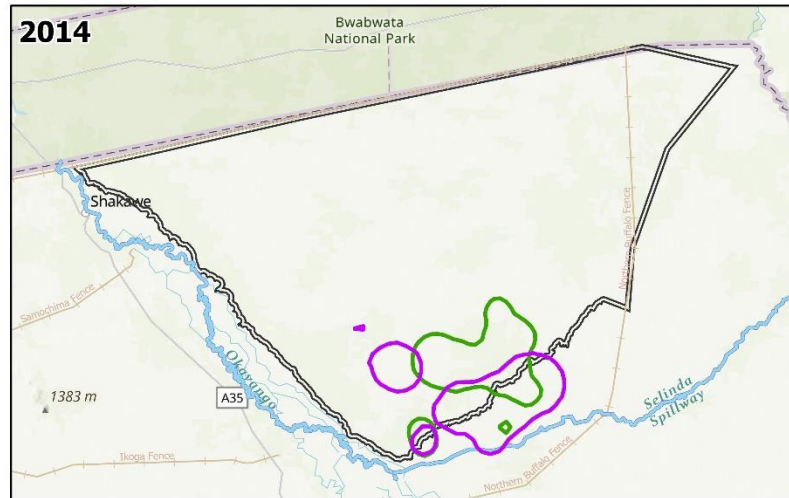 2014
Bwabwata
National Park
Shakawe
Northern Buffalo Fence
Samochima Fence
Okavango
A35
1383 m
Selinda
Spillway
Ikoga Fence
Northern Buffalo Fence